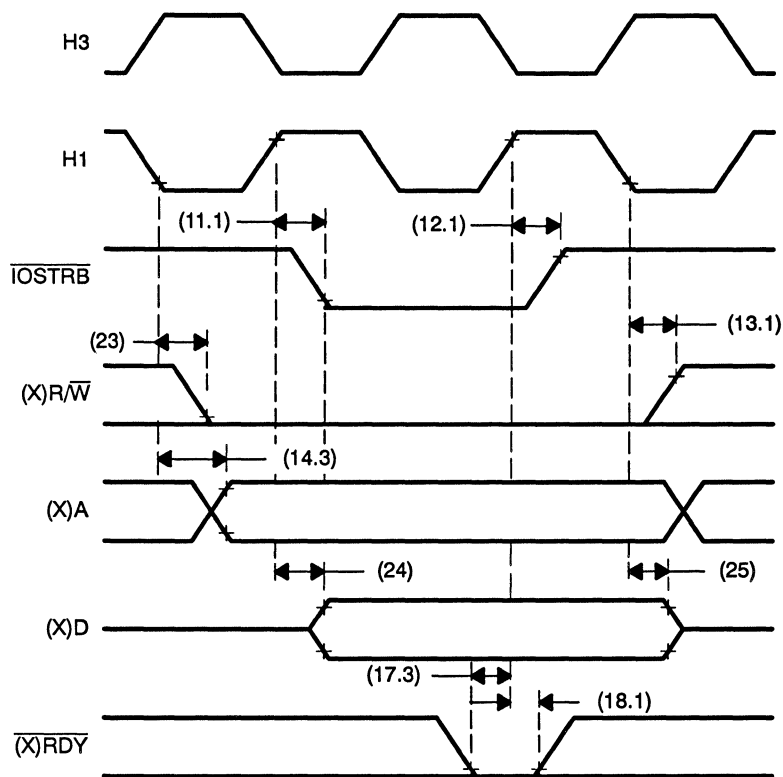 H3
H1
(11.1)
(12.1)
IOSTRB
(23)
(13.1)
(X)R/W
(14.3)
(X)A
(24)
(25)
(X)D
(17.3)
(18.1)
(X)RDY